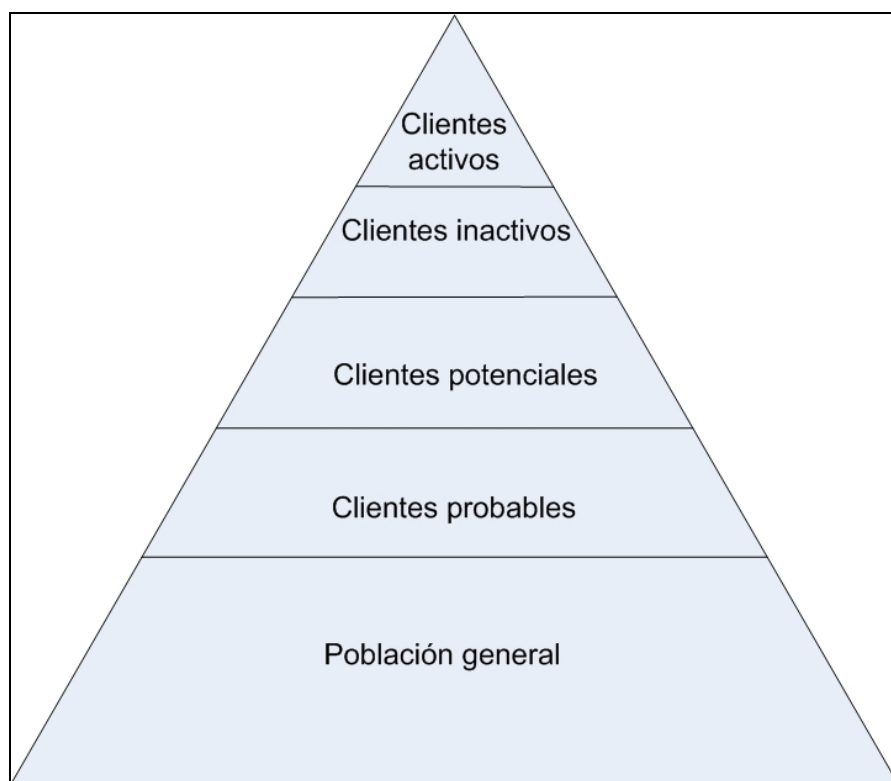 Clientes
activos
Clientes inactivos
Clientes potenciales
Clientes probables
Población general